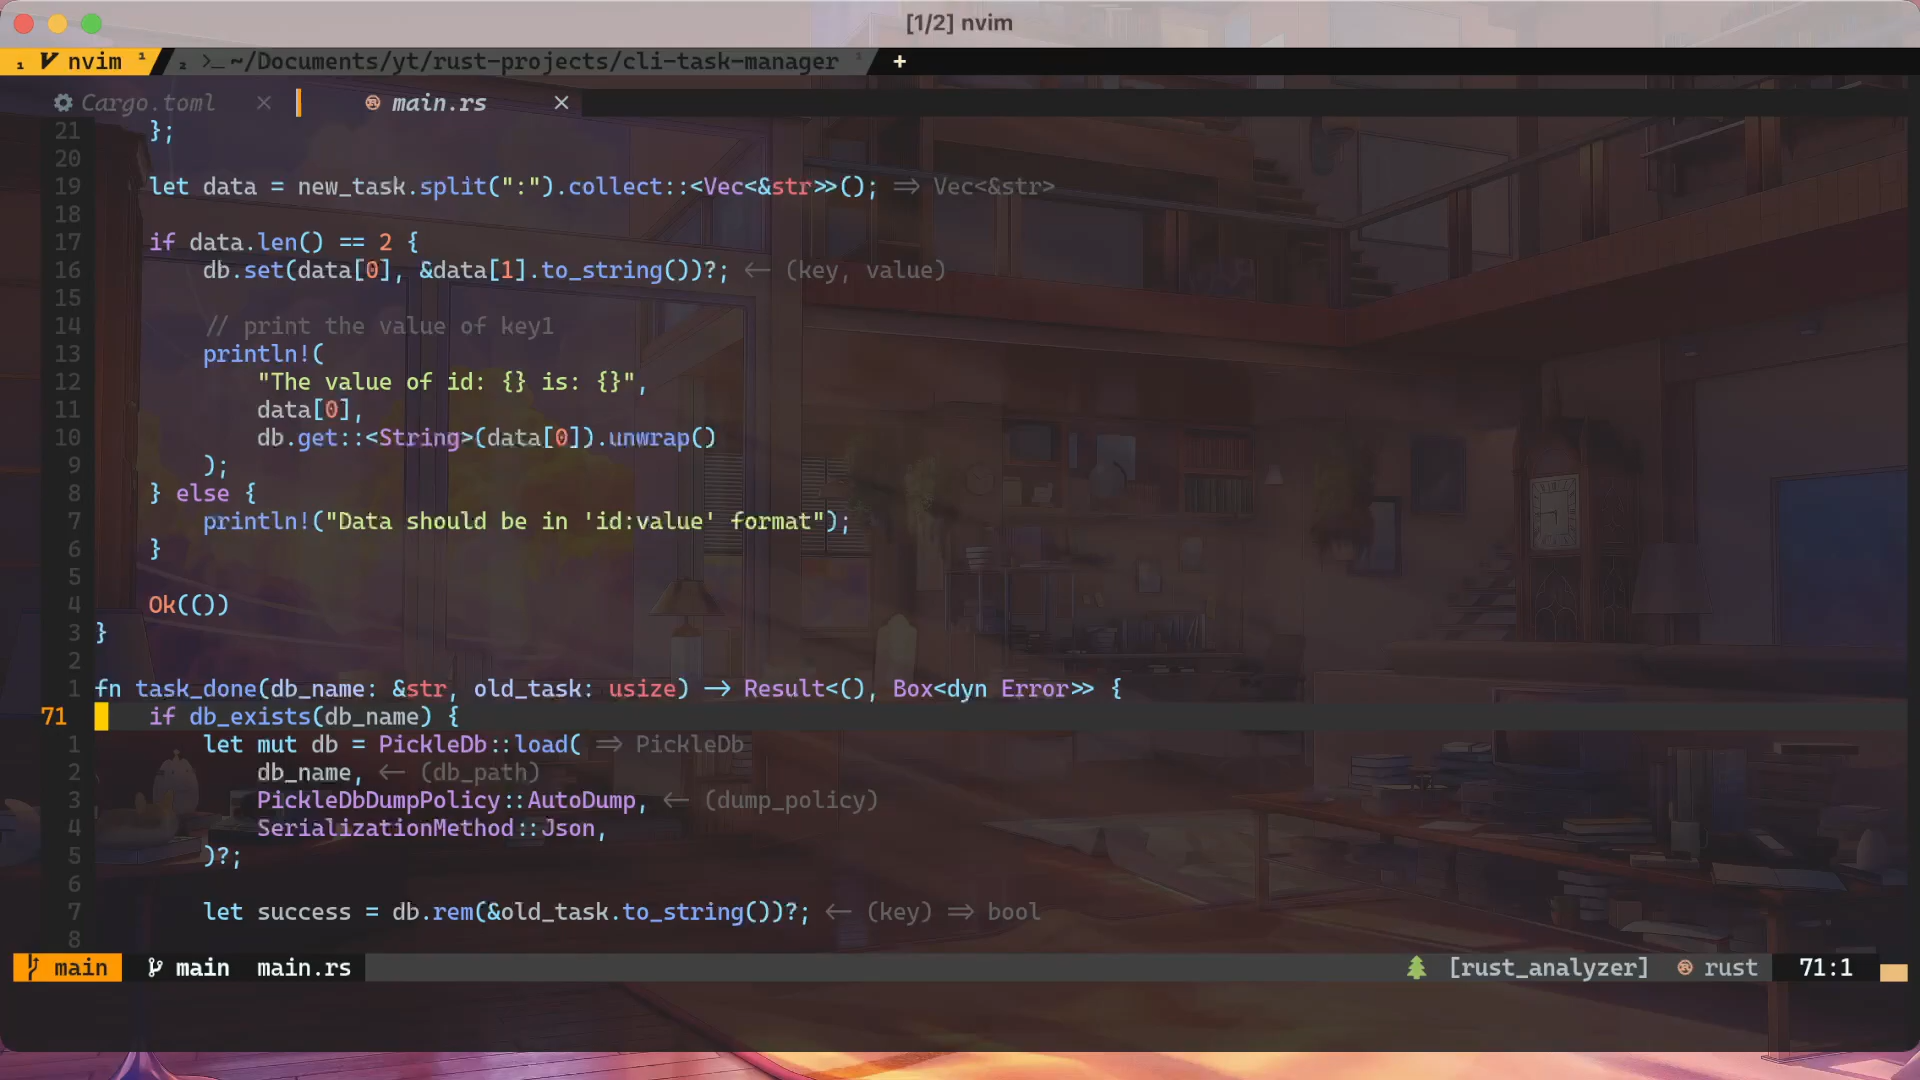 [1/2] nvim
1 nvim 1 2 ~/Documents/yt/rust-projects/cli-task-manager 1 +
Cargo.toml × main.rs ×
21 };
20
19 let data = new_task.split(":").collect::<Vec<&str>>(); => Vec<&str>
18
17 if data.len() == 2 {
16 db.set(data[0], &data[1].to_string())?; <- (key, value)
15
14 // print the value of key1
13 println!(
12 "The value of id: {} is: {}",
11 data[0],
10 db.get::<String>(data[0]).unwrap()
9 );
8 } else {
7 println!("Data should be in 'id:value' format");
6 }
5
4 Ok(())
3 }
2
1 fn task_done(db_name: &str, old_task: usize) -> Result<(), Box<dyn Error>> {
71 if db_exists(db_name) {
1 let mut db = PickleDb::load( => PickleDb
2 db_name, <- (db_path)
3 PickleDbDumpPolicy::AutoDump, <- (dump_policy)
4 SerializationMethod::Json,
5 )?;
6
7 let success = db.rem(&old_task.to_string())?; <- (key) => bool
8
main main main.rs [rust_analyzer] rust 71:1